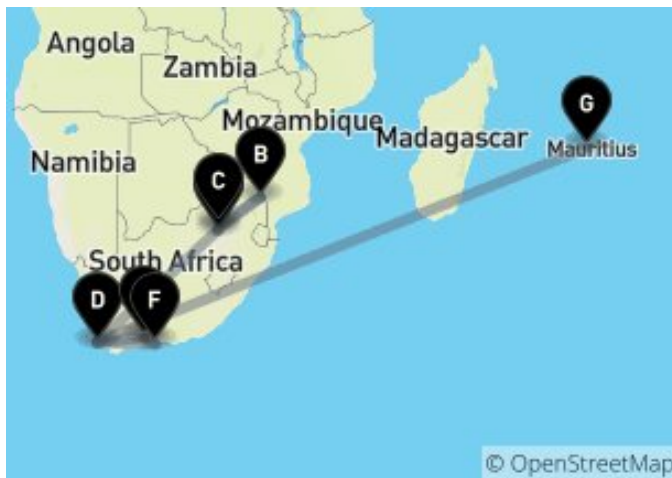 Angola
Zambia
G
Mozambique
Madagascar
Mauritius
Namibia
B
C
South Africa
D
F
© OpenStreetMap